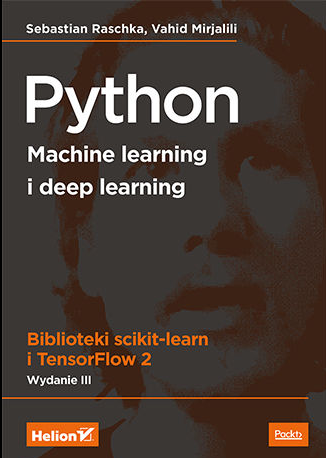 Sebastian Raschka, Vahid Mirjalili
Python
Machine learning
i deep learning
Biblioteki scikit-learn
i TensorFlow 2
Wydanie III
Helion
Packt>